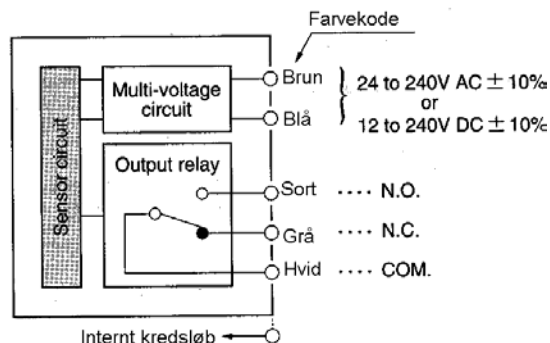 Farvekode
Brun
Multi-voltage
circuit
24 to 240V AC ± 10%
or
12 to 240V DC ± 10%
Blå
Sensor circuit
Output relay
Sort ···· N.O.
Grå ···· N.C.
Hvid ···· COM.
Internt kredsløb